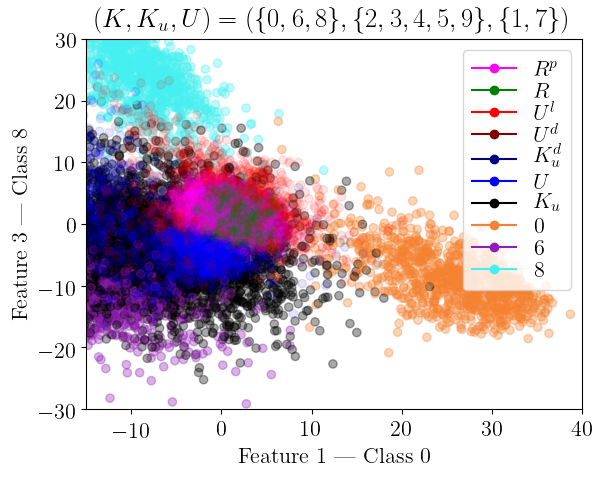 (K, K_u, U) = ({0, 6, 8}, {2, 3, 4, 5, 9}, {1, 7})
30
20
10
0
−10
−20
−30
−10
0
10
20
30
40
Feature 3 — Class 8
Feature 1 — Class 0
R^p
R
U^l
U^d
K_u^d
U
K_u
0
6
8